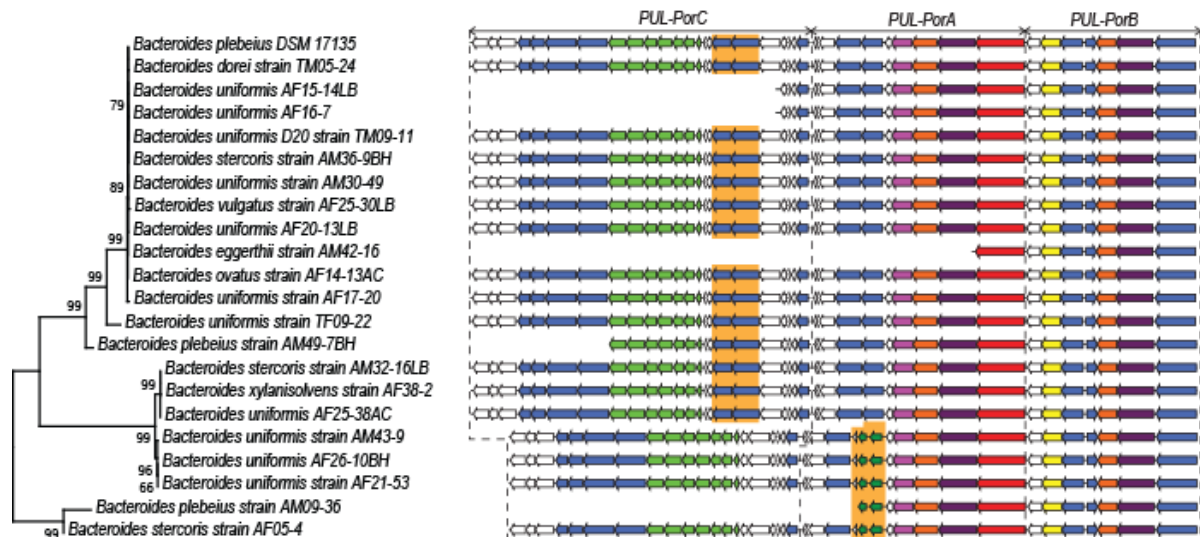 PUL-PorC PUL-PorA PUL-PorB
Bacteroides plebeius DSM 17135
Bacteroides dorei strain TM05-24
Bacteroides uniformis AF15-14LB
79
Bacteroides uniformis AF16-7
Bacteroides uniformis D20 strain TM09-11
Bacteroides stercoris strain AM36-9BH
89
Bacteroides uniformis strain AM30-49
Bacteroides vulgatus strain AF25-30LB
Bacteroides uniformis AF20-13LB
99
Bacteroides eggerthii strain AM42-16
Bacteroides ovatus strain AF14-13AC
Bacteroides uniformis strain AF17-20
99
Bacteroides uniformis strain TF09-22
Bacteroides plebeius strain AM49-7BH
Bacteroides stercoris strain AM32-16LB
99
Bacteroides xylanisolvens strain AF38-2
Bacteroides uniformis AF25-38AC
99
Bacteroides uniformis strain AM43-9
Bacteroides uniformis AF26-10BH
96
66
Bacteroides uniformis strain AF21-53
Bacteroides plebeius strain AM09-36
99
Bacteroides stercoris strain AF05-4